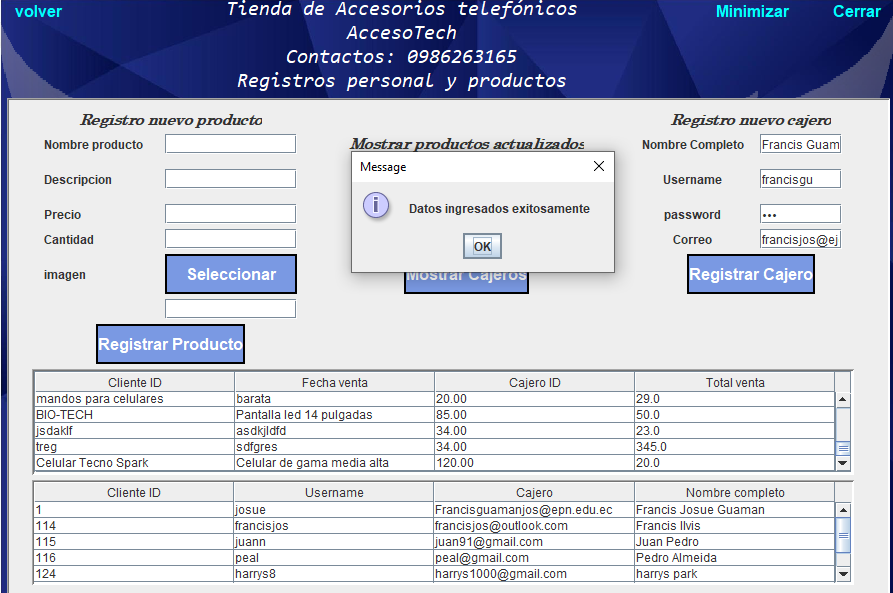 volver
Tienda de Accesorios telefónicos
Minimizar
Cerrar
AccesoTech
Contactos: 0986263165
Registros personal y productos
Registro nuevo producto
Registro nuevo cajero
Nombre producto
Mostrar productos actualizados
Nombre Completo
Francis Guam
Message
Descripcion
Username
francisgu
Datos ingresados exitosamente
Precio
password
•••
Cantidad
OK
Correo
francisjos@ej
imagen
Seleccionar
Mostrar Cajeros
Registrar Cajero
Registrar Producto
Cliente ID Fecha venta Cajero ID Total venta
mandos para celulares barata 20.00 29.0
BIO-TECH Pantalla led 14 pulgadas 85.00 50.0
jsdaklf asdkjldfd 34.00 23.0
treg sdfgres 34.00 345.0
Celular Tecno Spark Celular de gama media alta 120.00 20.0
Cliente ID Username Cajero Nombre completo
1 josue Francisguamanjos@epn.edu.ec Francis Josue Guaman
114 francisjos francisjos@outlook.com Francis Ilvis
115 juann juan91@gmail.com Juan Pedro
116 peal peal@gmail.com Pedro Almeida
124 harrys8 harrys1000@gmail.com harrys park